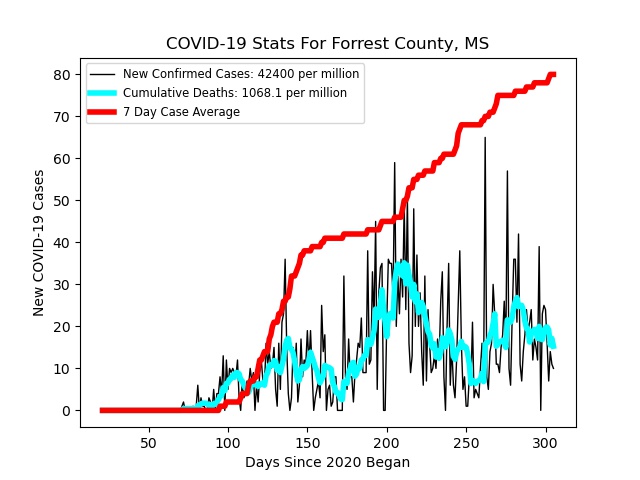 COVID-19 Stats For Forrest County, MS
New Confirmed Cases: 42400 per million
Cumulative Deaths: 1068.1 per million
7 Day Case Average
80
70
60
50
40
30
20
10
0
New COVID-19 Cases
50 100 150 200 250 300
Days Since 2020 Began